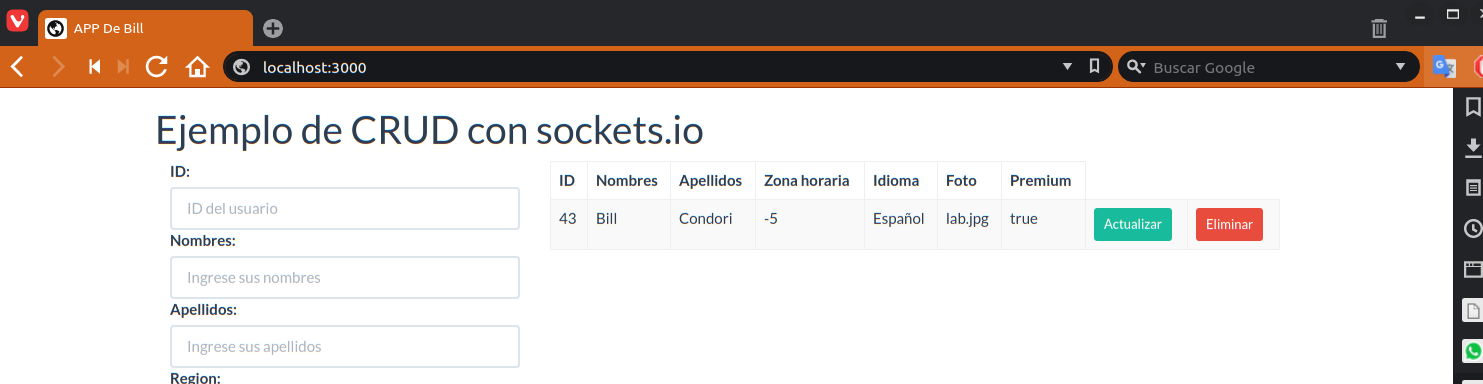 APP De Bill
localhost:3000
Buscar Google
Ejemplo de CRUD con sockets.io
ID:
ID del usuario
Nombres:
Ingrese sus nombres
Apellidos:
Ingrese sus apellidos
Region:
ID Nombres Apellidos Zona horaria Idioma Foto Premium
43 Bill Condori -5 Español lab.jpg true Actualizar Eliminar